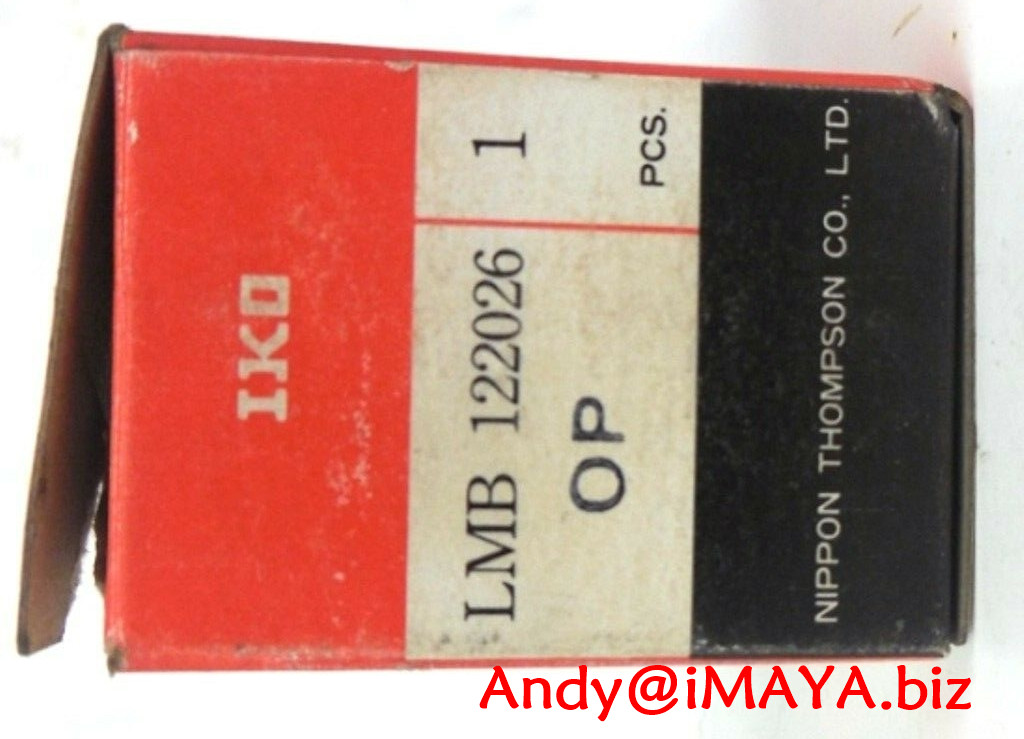 IKO
LMB 122026
1
PCS.
OP
NIPPON THOMPSON CO., LTD.
Andy@iMAYA.biz